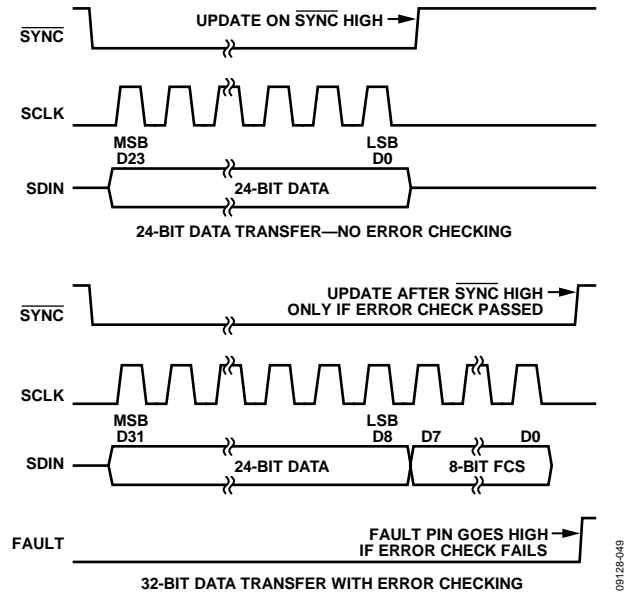 UPDATE ON SYNC HIGH
SYNC
SCLK
MSB
D23
LSB
D0
SDIN
24-BIT DATA
24-BIT DATA TRANSFER—NO ERROR CHECKING
UPDATE AFTER SYNC HIGH
ONLY IF ERROR CHECK PASSED
SYNC
SCLK
MSB
D31
LSB
D8
D7
D0
SDIN
24-BIT DATA
8-BIT FCS
FAULT
FAULT PIN GOES HIGH
IF ERROR CHECK FAILS
32-BIT DATA TRANSFER WITH ERROR CHECKING
09128-049